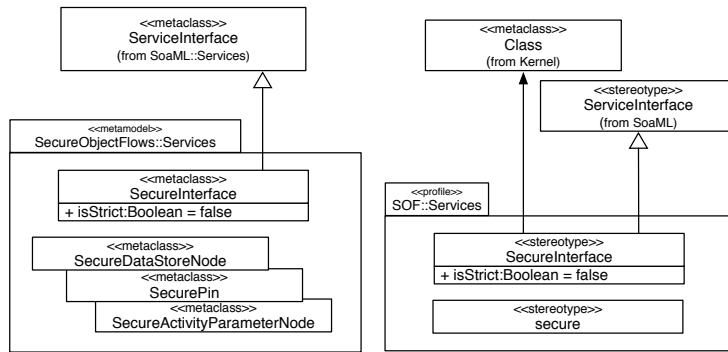 <<metaclass>>
ServiceInterface
(from SoaML::Services)
<<metamodel>>
SecureObjectFlows::Services
<<metaclass>>
SecureInterface
+ isStrict:Boolean = false
<<metaclass>>
SecureDataStoreNode
<<metaclass>>
SecurePin
<<metaclass>>
SecureActivityParameterNode
<<metaclass>>
Class
(from Kernel)
<<stereotype>>
ServiceInterface
(from SoaML)
<<profile>>
SOF::Services
<<stereotype>>
SecureInterface
+ isStrict:Boolean = false
<<stereotype>>
secure